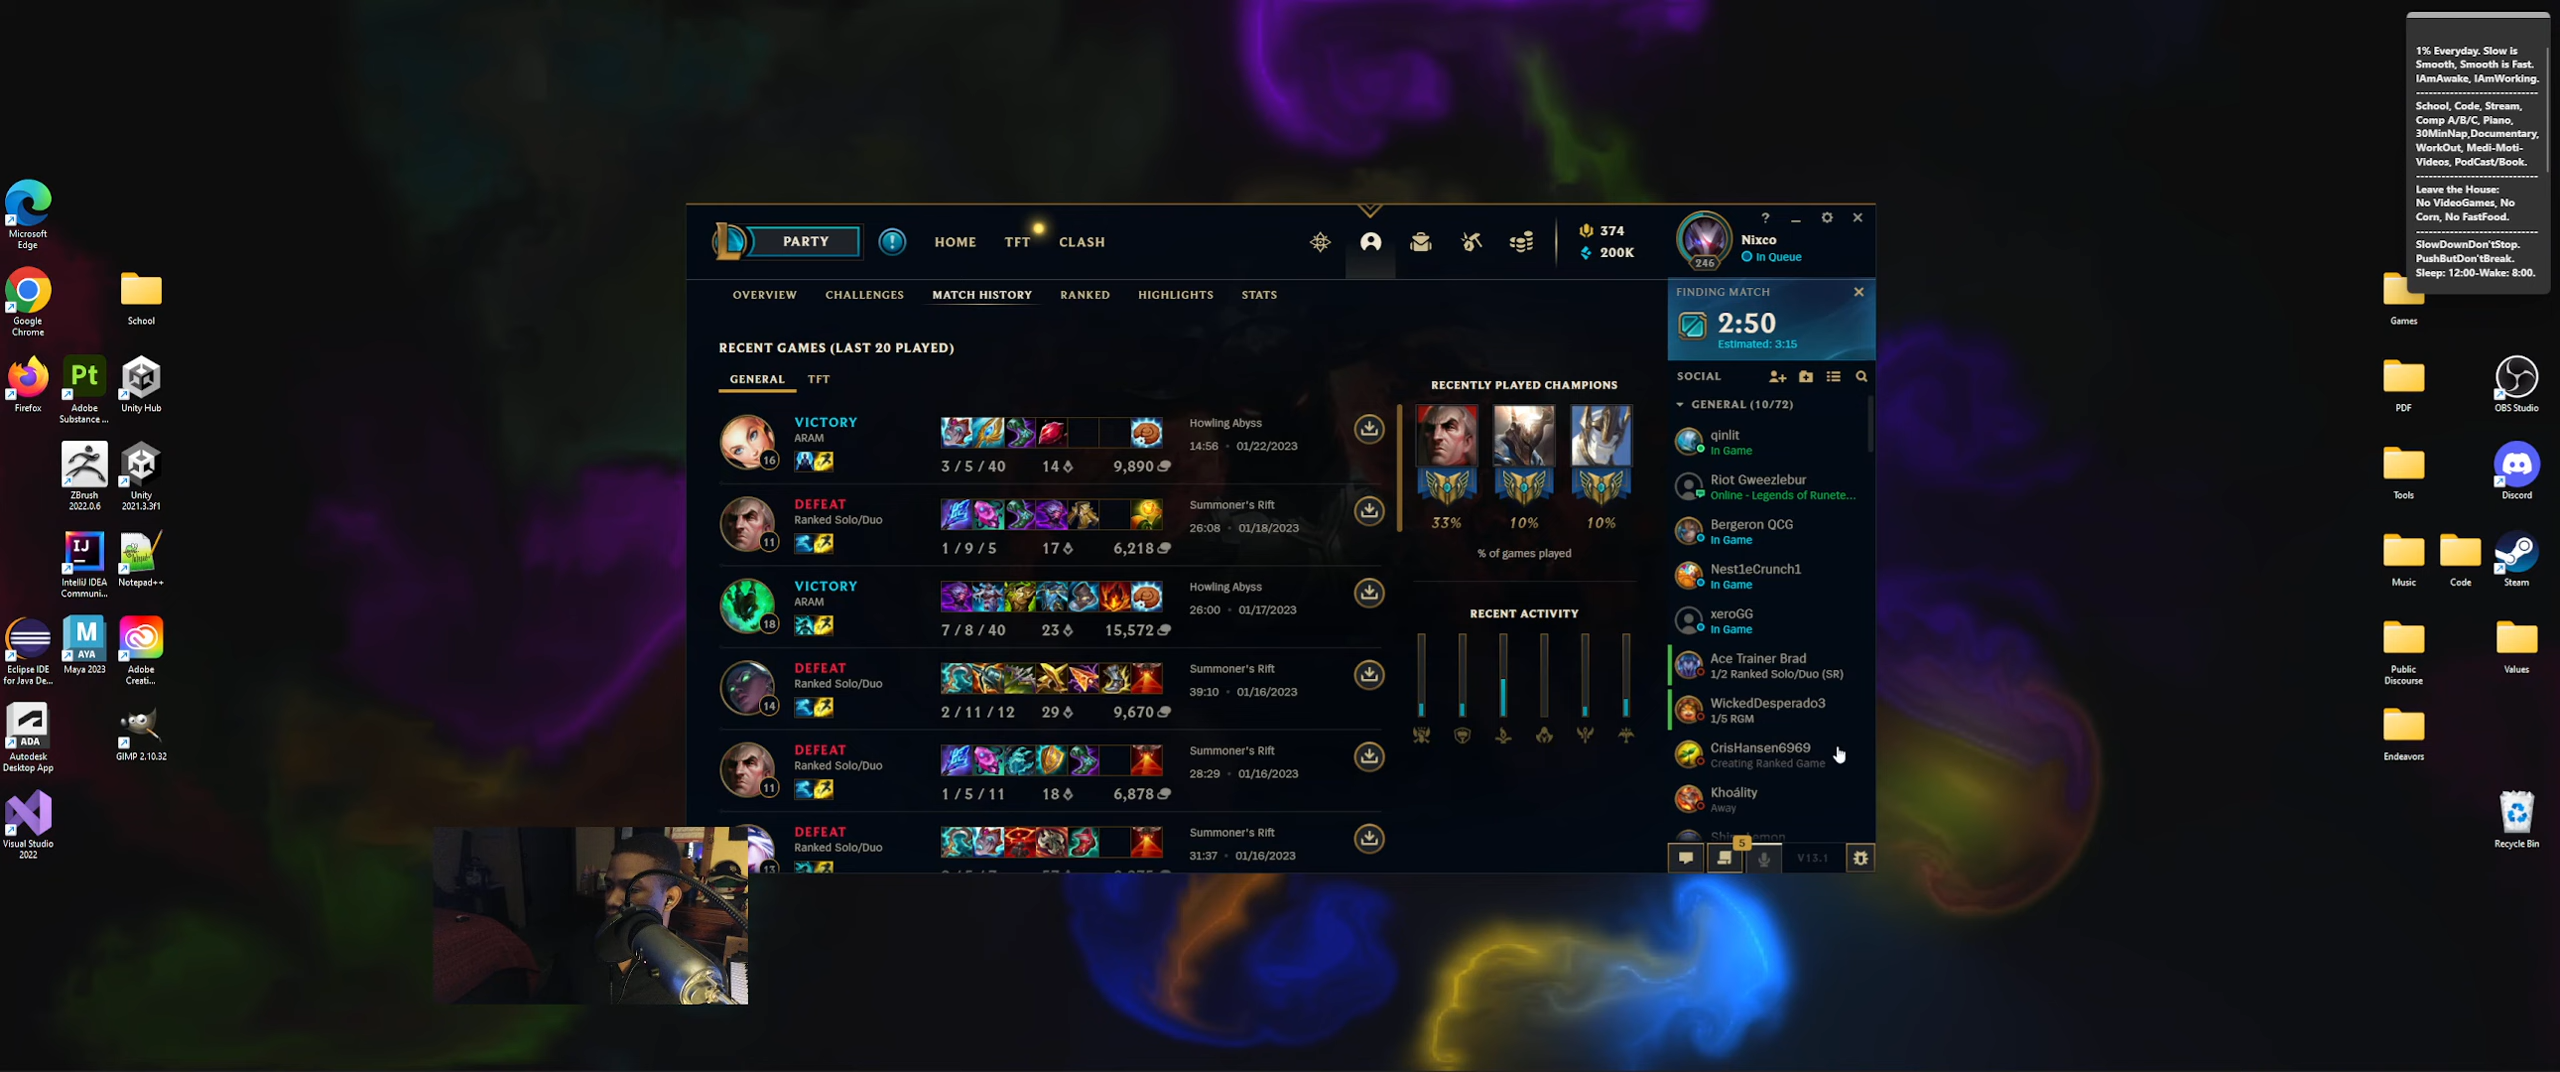 1% Everyday. Slow is
Smooth, Smooth is Fast.
IAmAwake, IAmWorking.
School, Code, Stream,
Comp A/B/C, Piano,
30MinNap,Documentary,
WorkOut, Medi-Moti-
Videos, PodCast/Book.
Leave the House:
No VideoGames, No
Corn, No FastFood.
SlowDownDon'tStop.
PushButDon'tBreak.
Sleep: 12:00-Wake: 8:00.
Microsoft
Edge
Google
Chrome
School
Firefox
Pt
Adobe
Substance ...
Unity Hub
ZBrush
2022.0.6
Unity
2021.3.3f1
IJ
IntelliJ IDEA
Communi...
Notepad++
Eclipse IDE
for Java De...
M
AYA
Maya 2023
Adobe
Creati...
ADA
Autodesk
Desktop App
GIMP 2.10.32
Visual Studio
2022
PARTY
HOME
TFT
CLASH
374
200K
246
?
Nixco
In Queue
OVERVIEW
CHALLENGES
MATCH HISTORY
RANKED
HIGHLIGHTS
STATS
FINDING MATCH
2:50
Estimated: 3:15
RECENT GAMES (LAST 20 PLAYED)
GENERAL
TFT
16
VICTORY
ARAM
3 / 5 / 40
14
9,890
Howling Abyss
14:56 • 01/22/2023
11
DEFEAT
Ranked Solo/Duo
1 / 9 / 5
17
6,218
Summoner's Rift
26:08 • 01/18/2023
18
VICTORY
ARAM
7 / 8 / 40
23
15,572
Howling Abyss
26:00 • 01/17/2023
14
DEFEAT
Ranked Solo/Duo
2 / 11 / 12
29
9,670
Summoner's Rift
39:10 • 01/16/2023
11
DEFEAT
Ranked Solo/Duo
1 / 5 / 11
18
6,878
Summoner's Rift
28:29 • 01/16/2023
13
DEFEAT
Ranked Solo/Duo
Summoner's Rift
31:37 • 01/16/2023
RECENTLY PLAYED CHAMPIONS
33%
10%
10%
% of games played
RECENT ACTIVITY
SOCIAL
GENERAL (10/72)
qinlit
In Game
Riot Gweezlebur
Online - Legends of Runete...
Bergeron QCG
In Game
Nest1eCrunch1
In Game
xeroGG
In Game
Ace Trainer Brad
1/2 Ranked Solo/Duo (SR)
WickedDesperado3
1/5 RGM
CrisHansen6969
Creating Ranked Game
Khoálity
Away
5
V13.1
Games
PDF
OBS Studio
Tools
Discord
Music
Code
Steam
Public
Discourse
Values
Endeavors
Recycle Bin